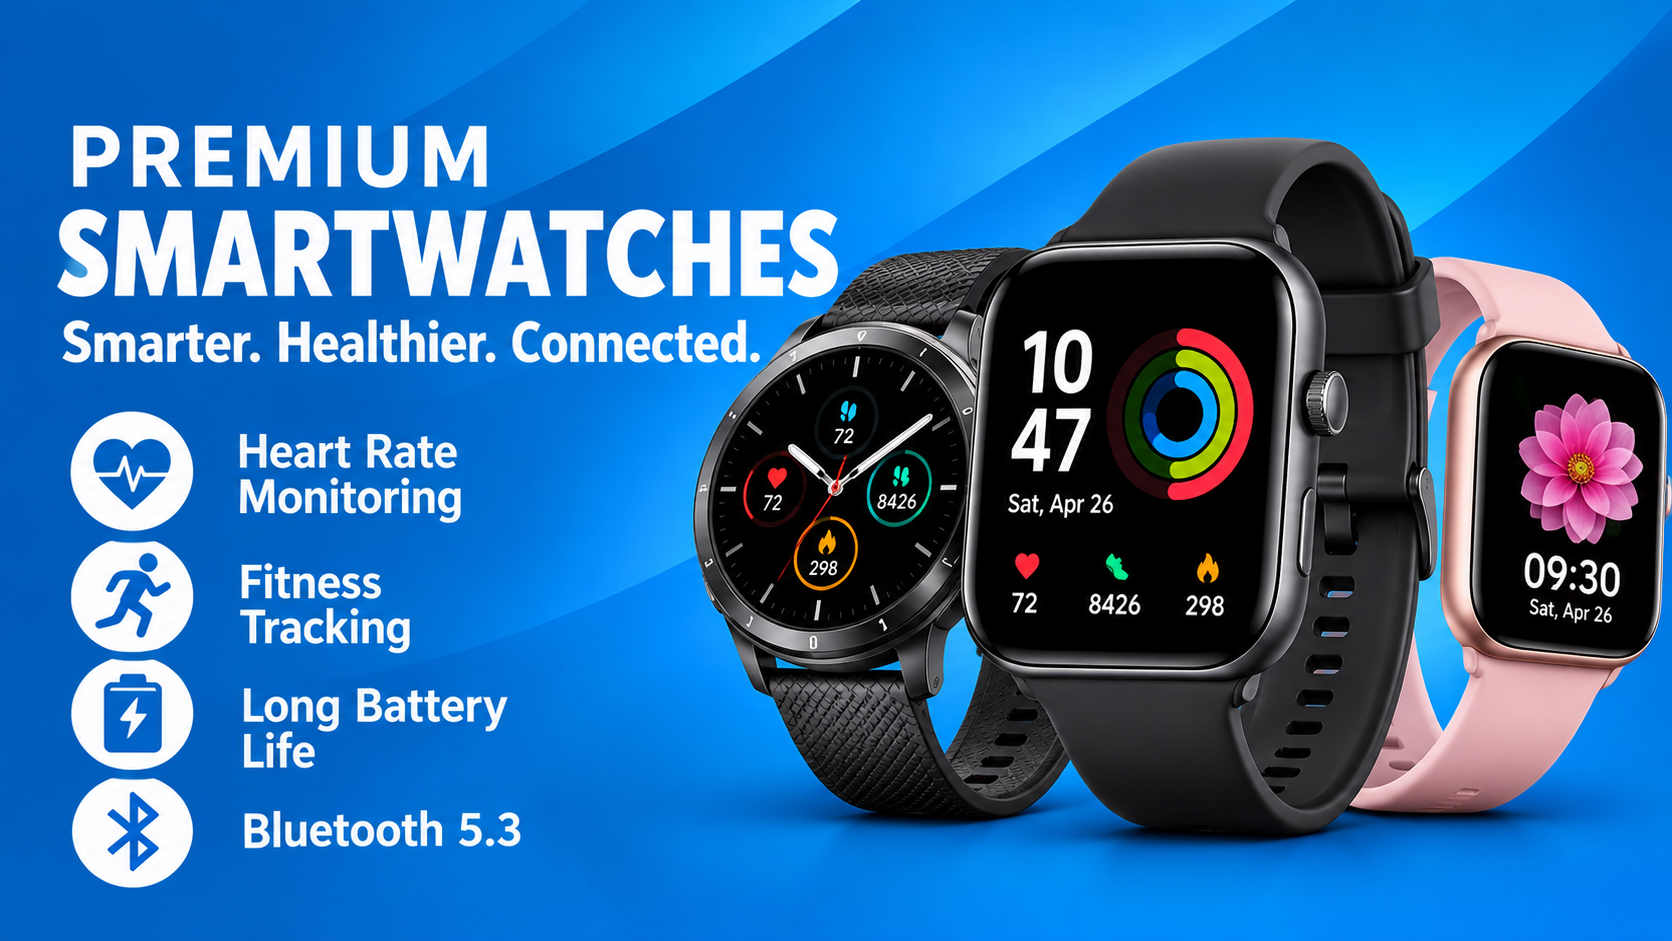 PREMIUM
SMARTWATCHES
Smarter. Healthier. Connected.
Heart Rate
Monitoring
Fitness
Tracking
Long Battery
Life
Bluetooth 5.3
72
72
8426
298
10
47
Sat, Apr 26
72
8426
298
09:30
Sat, Apr 26